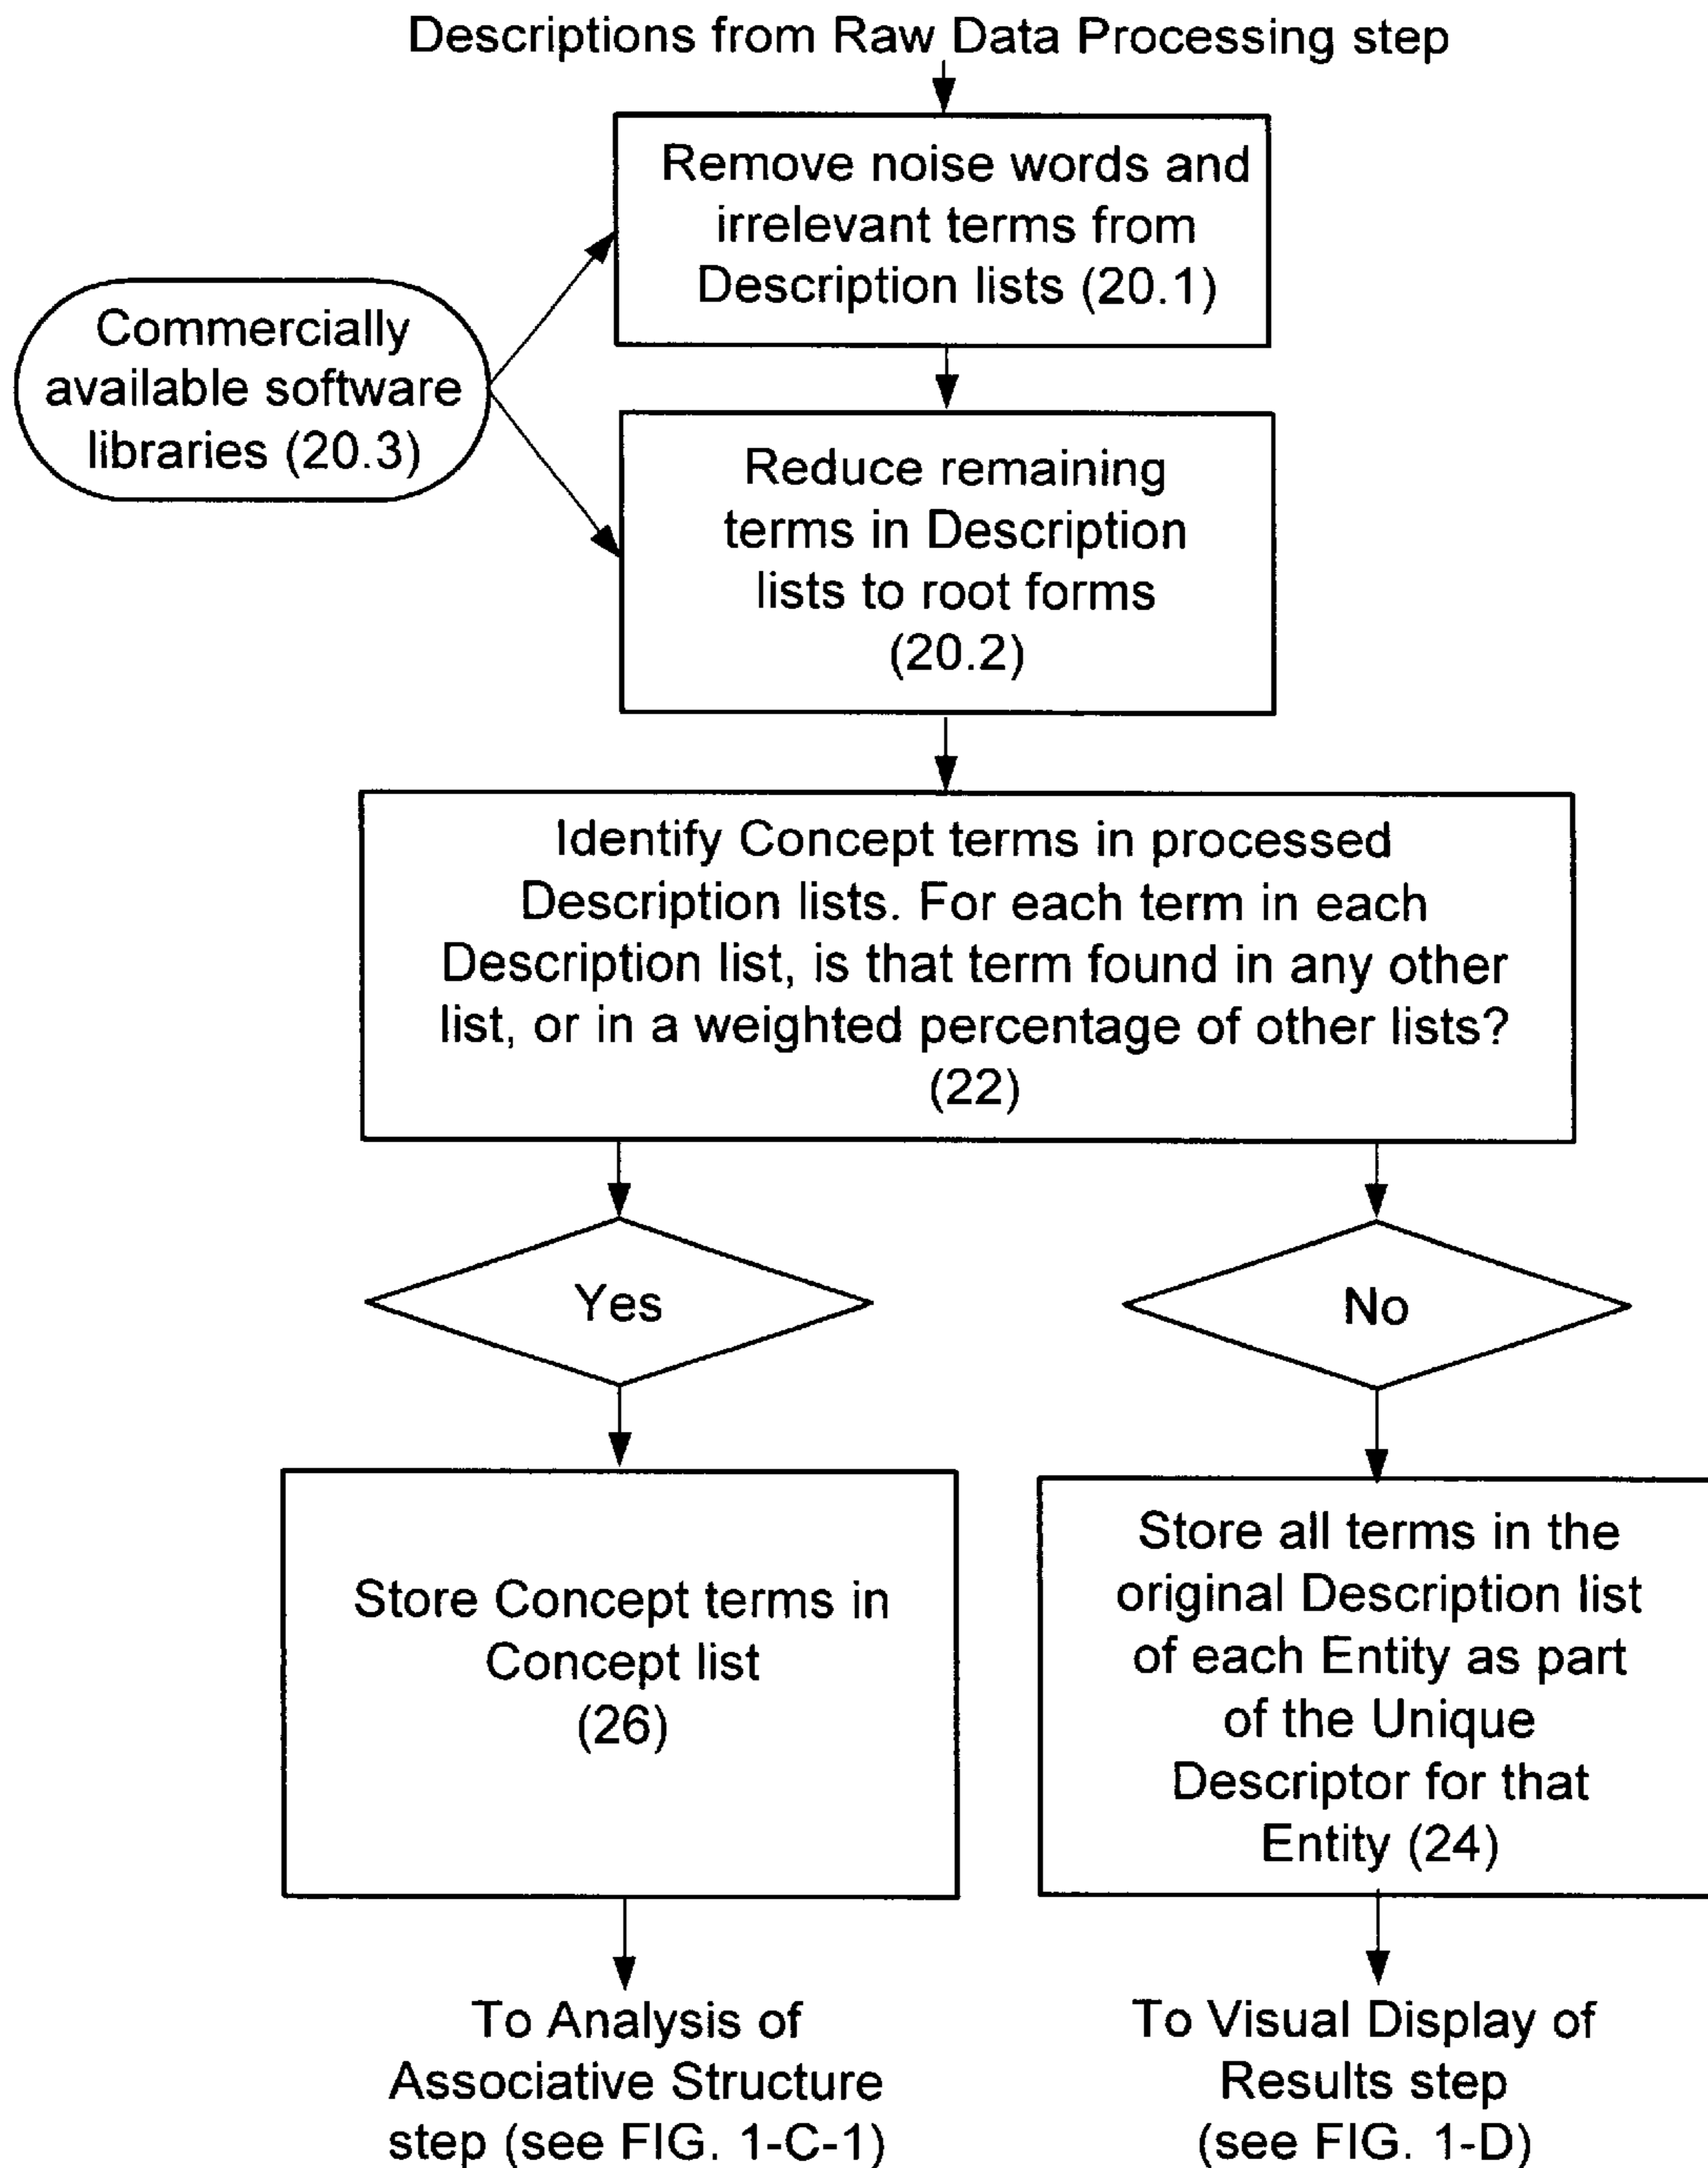 Descriptions from Raw Data Processing step
Remove noise words and
irrelevant terms from
Description lists (20.1)
Commercially
available software
libraries (20.3)
Reduce remaining
terms in Description
lists to root forms
(20.2)
Identify Concept terms in processed
Description lists. For each term in each
Description list, is that term found in any other
list, or in a weighted percentage of other lists?
(22)
Yes
No
Store Concept terms in
Concept list
(26)
Store all terms in the
original Description list
of each Entity as part
of the Unique
Descriptor for that
Entity (24)
To Analysis of
Associative Structure
step (see FIG. 1-C-1)
To Visual Display of
Results step
(see FIG. 1-D)